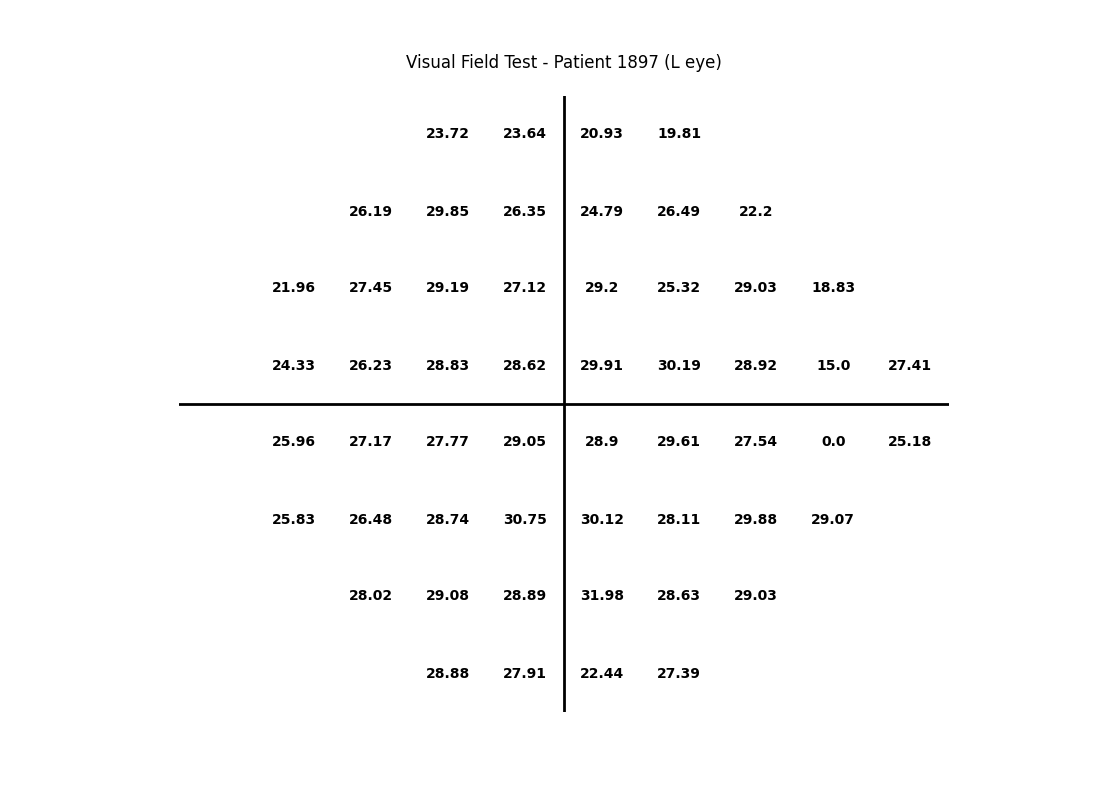 Visual Field Test - Patient 1897 (L eye)
23.72 23.64 20.93 19.81
26.19 29.85 26.35 24.79 26.49 22.2
21.96 27.45 29.19 27.12 29.2 25.32 29.03 18.83
24.33 26.23 28.83 28.62 29.91 30.19 28.92 15.0 27.41
25.96 27.17 27.77 29.05 28.9 29.61 27.54 0.0 25.18
25.83 26.48 28.74 30.75 30.12 28.11 29.88 29.07
28.02 29.08 28.89 31.98 28.63 29.03
28.88 27.91 22.44 27.39